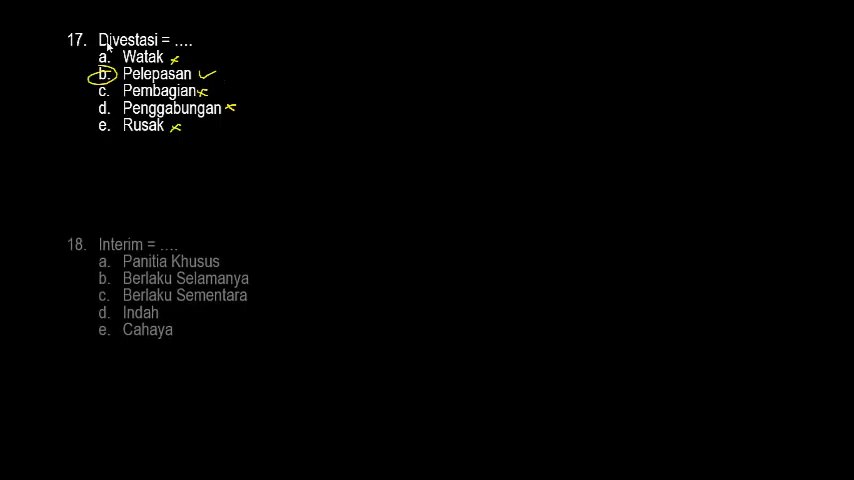 17. Divestasi = ....
a. Watak
b. Pelepasan
c. Pembagian
d. Penggabungan
e. Rusak
18. Interim = ....
a. Panitia Khusus
b. Berlaku Selamanya
c. Berlaku Sementara
d. Indah
e. Cahaya